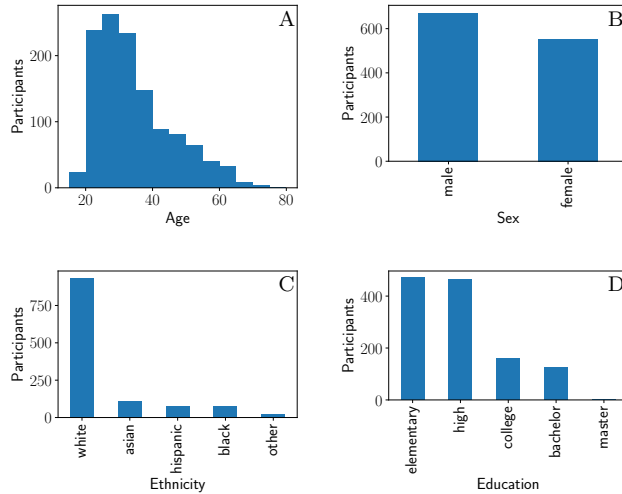 A
Participants
200
100
0
20
40
60
80
Age
B
Participants
600
400
200
0
male
female
Sex
C
Participants
750
500
250
0
white
asian
hispanic
black
other
Ethnicity
D
Participants
400
200
0
elementary
high
college
bachelor
master
Education